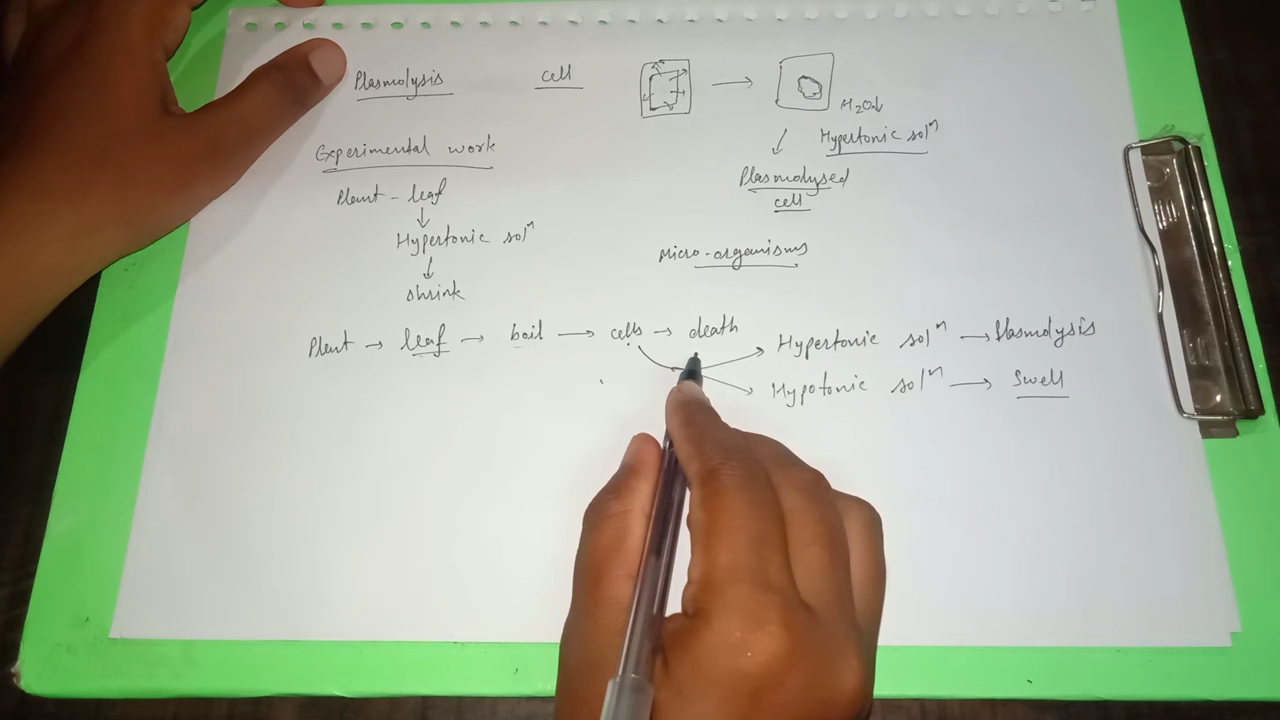 Plasmolysis cell →
H₂O↓
Hypertonic solⁿ
Plasmolysed
cell
Experimental work
Plant - leaf
↓
Hypertonic solⁿ
↓
shrink
Micro-organisms
Plant → leaf → boil → cells → death
Hypertonic solⁿ → Plasmolysis
Hypotonic solⁿ → Swell